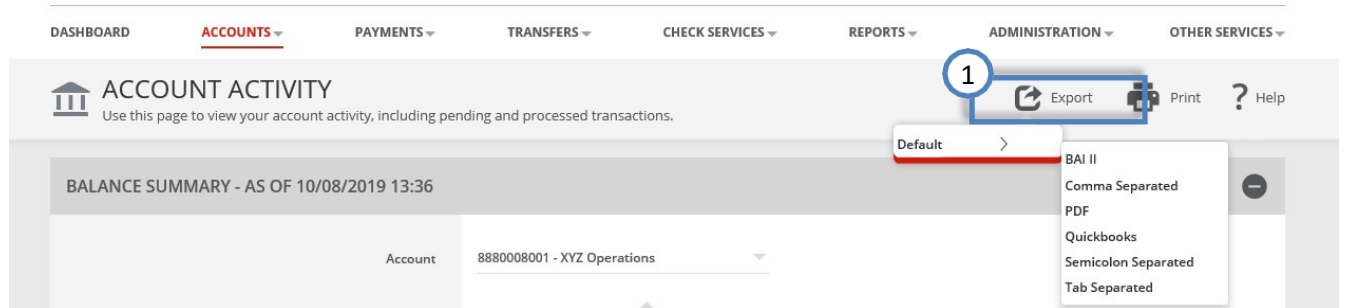 DASHBOARD ACCOUNTS PAYMENTS TRANSFERS CHECK SERVICES REPORTS ADMINISTRATION OTHER SERVICES
1
ACCOUNT ACTIVITY
Export Print ? Help
Use this page to view your account activity, including pending and processed transactions.
Default
BAI II
Comma Separated
PDF
Quickbooks
Semicolon Separated
Tab Separated
BALANCE SUMMARY - AS OF 10/08/2019 13:36
Account 8880008001 - XYZ Operations